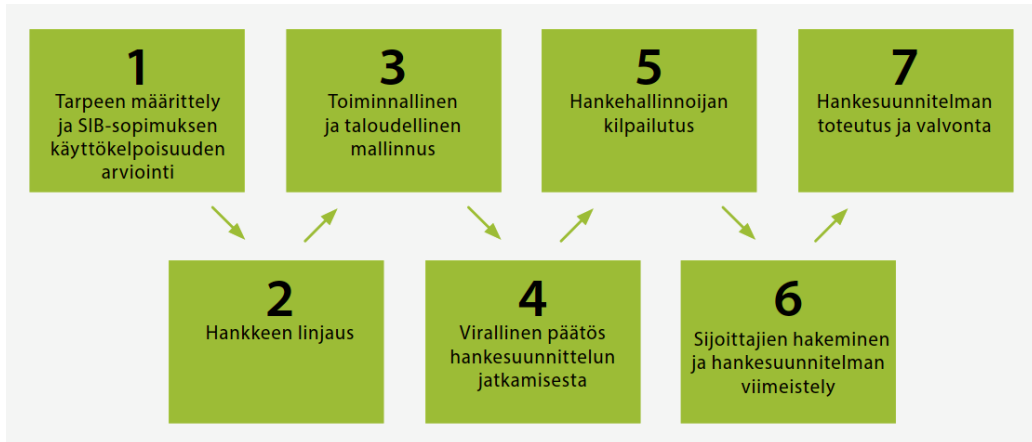 1
Tarpeen määrittely
ja SIB-sopimuksen
käyttökelpoisuuden
arviointi
2
Hankkeen linjaus
3
Toiminnallinen
ja taloudellinen
mallinnus
4
Virallinen päätös
hankesuunnittelun
jatkamisesta
5
Hankehallinnoijan
kilpailutus
6
Sijoittajien hakeminen
ja hankesuunnitelman
viimeistely
7
Hankesuunnitelman
toteutus ja valvonta